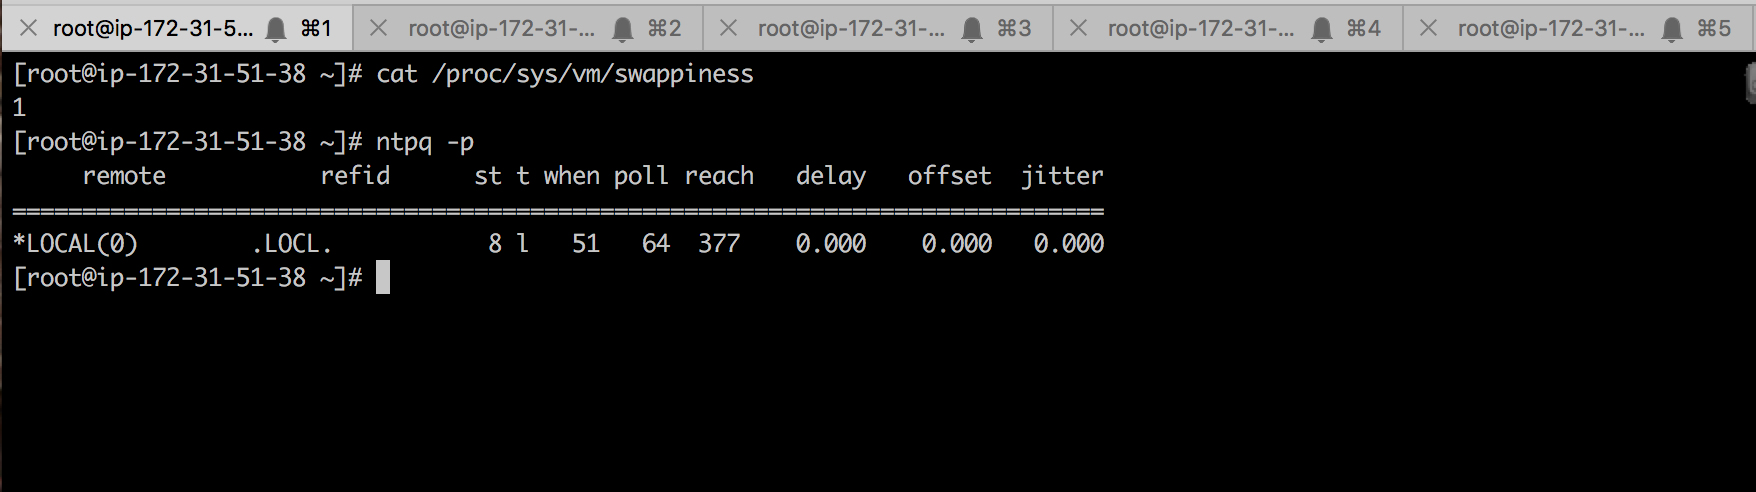 root@ip-172-31-5... ⌘1 root@ip-172-31-... ⌘2 root@ip-172-31-... ⌘3 root@ip-172-31-... ⌘4 root@ip-172-31-... ⌘5
[root@ip-172-31-51-38 ~]# cat /proc/sys/vm/swappiness
1
[root@ip-172-31-51-38 ~]# ntpq -p
     remote           refid      st t when poll reach   delay   offset  jitter
==============================================================================
*LOCAL(0)        .LOCL.           8 l   51   64  377    0.000    0.000   0.000
[root@ip-172-31-51-38 ~]#